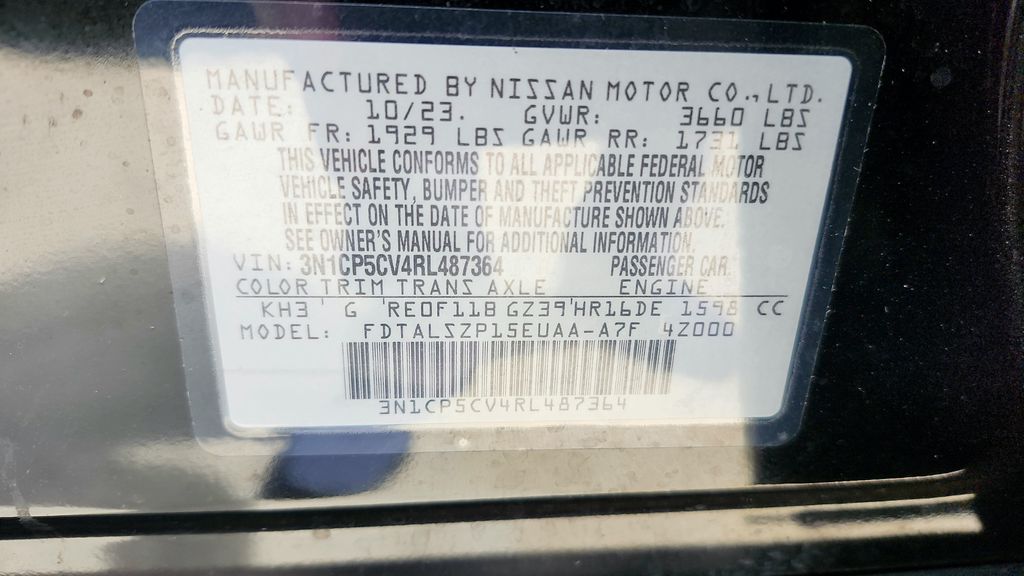 MANUFACTURED BY NISSAN MOTOR CO., LTD.
DATE: 10/23. GVWR: 3660 LBS
GAWR FR: 1929 LBS GAWR RR: 1731 LBS
THIS VEHICLE CONFORMS TO ALL APPLICABLE FEDERAL MOTOR
VEHICLE SAFETY, BUMPER AND THEFT PREVENTION STANDARDS
IN EFFECT ON THE DATE OF MANUFACTURE SHOWN ABOVE.
SEE OWNER'S MANUAL FOR ADDITIONAL INFORMATION.
VIN: 3N1CP5CV4RL487364 PASSENGER CAR.
COLOR TRIM TRANS AXLE ENGINE
KH3 ' G 'RE0F11B GZ39'HR16DE 1598 CC
MODEL: FDTALSZP15EUAA-A7F 4Z000
3N1CP5CV4RL487364